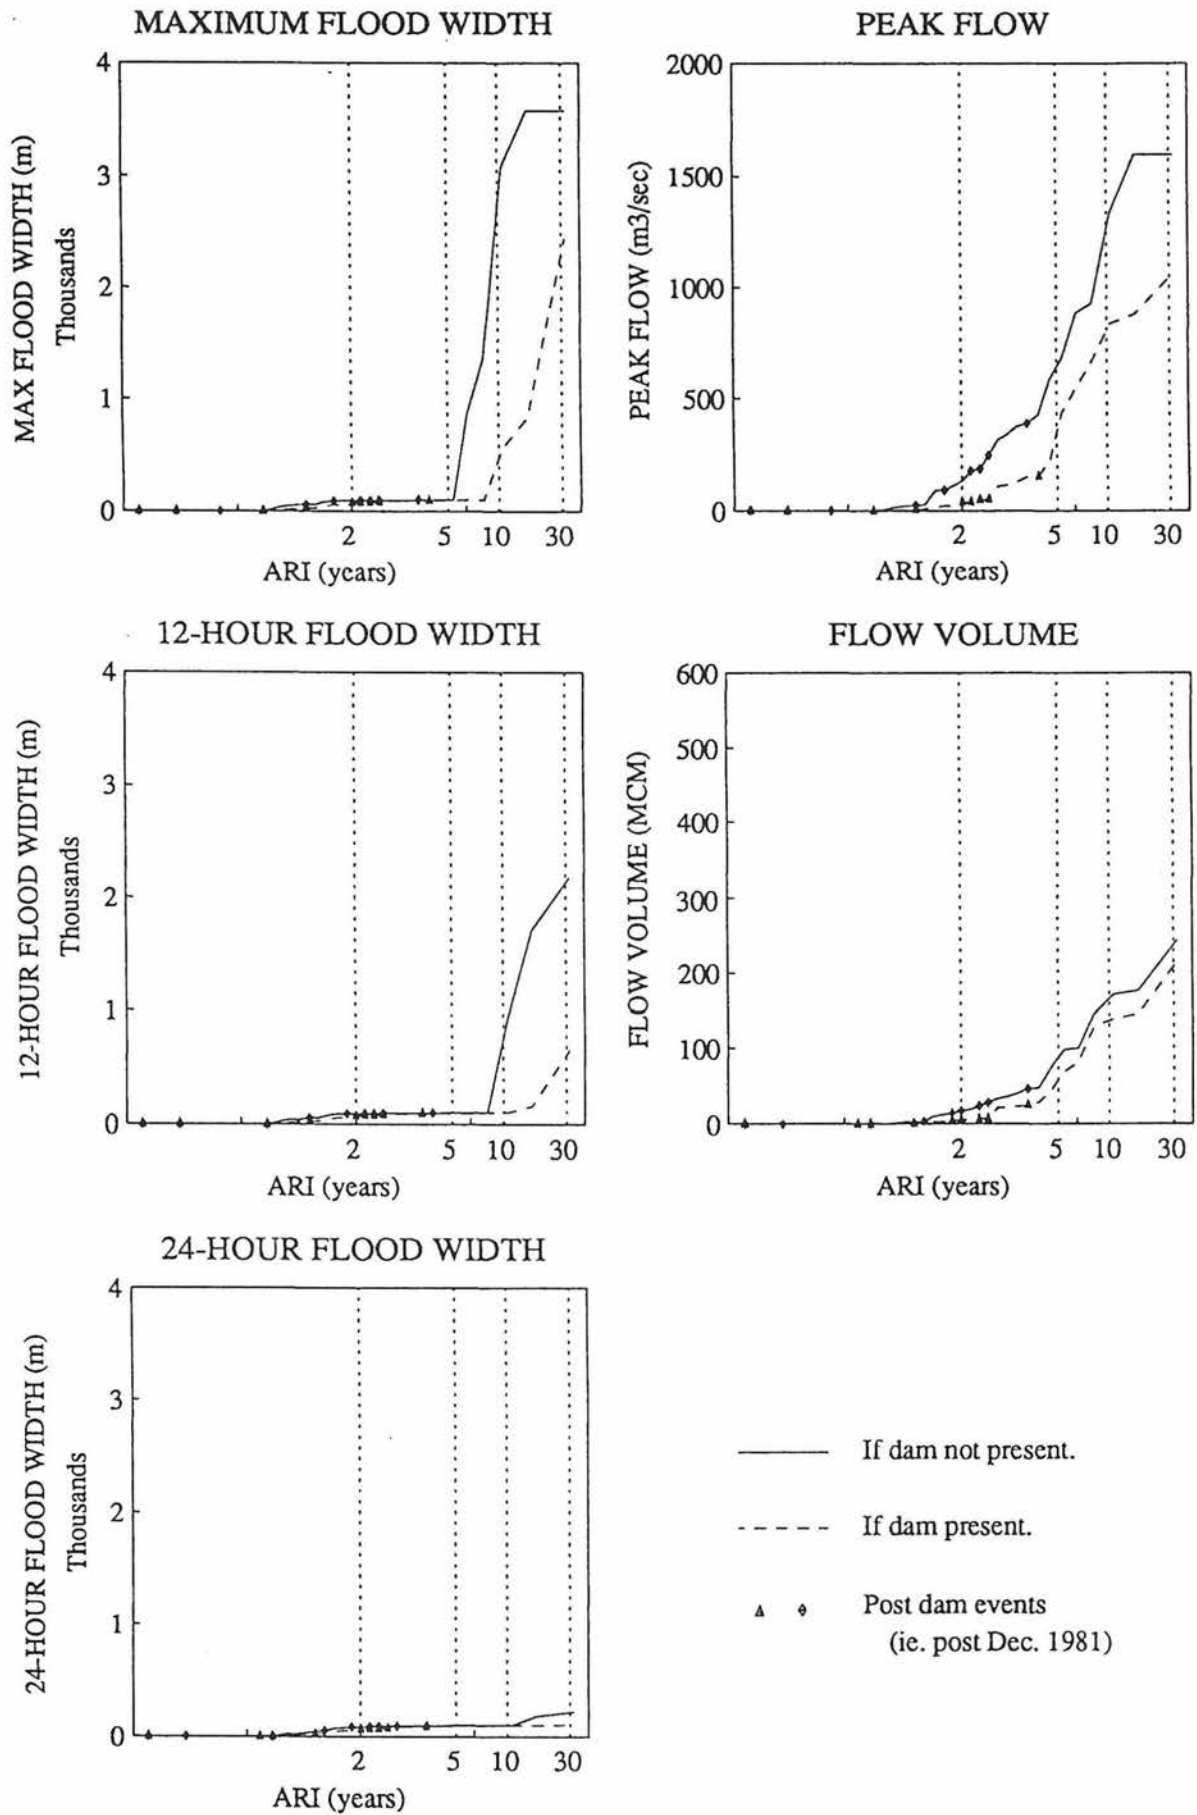 MAXIMUM FLOOD WIDTH
MAX FLOOD WIDTH (m)
Thousands
4
3
2
1
0
2 5 10 30
ARI (years)
PEAK FLOW
PEAK FLOW (m3/sec)
2000
1500
1000
500
0
2 5 10 30
ARI (years)
12-HOUR FLOOD WIDTH
12-HOUR FLOOD WIDTH (m)
Thousands
4
3
2
1
0
2 5 10 30
ARI (years)
FLOW VOLUME
FLOW VOLUME (MCM)
600
500
400
300
200
100
0
2 5 10 30
ARI (years)
24-HOUR FLOOD WIDTH
24-HOUR FLOOD WIDTH (m)
Thousands
4
3
2
1
0
2 5 10 30
ARI (years)
If dam not present.
If dam present.
Post dam events
(ie. post Dec. 1981)